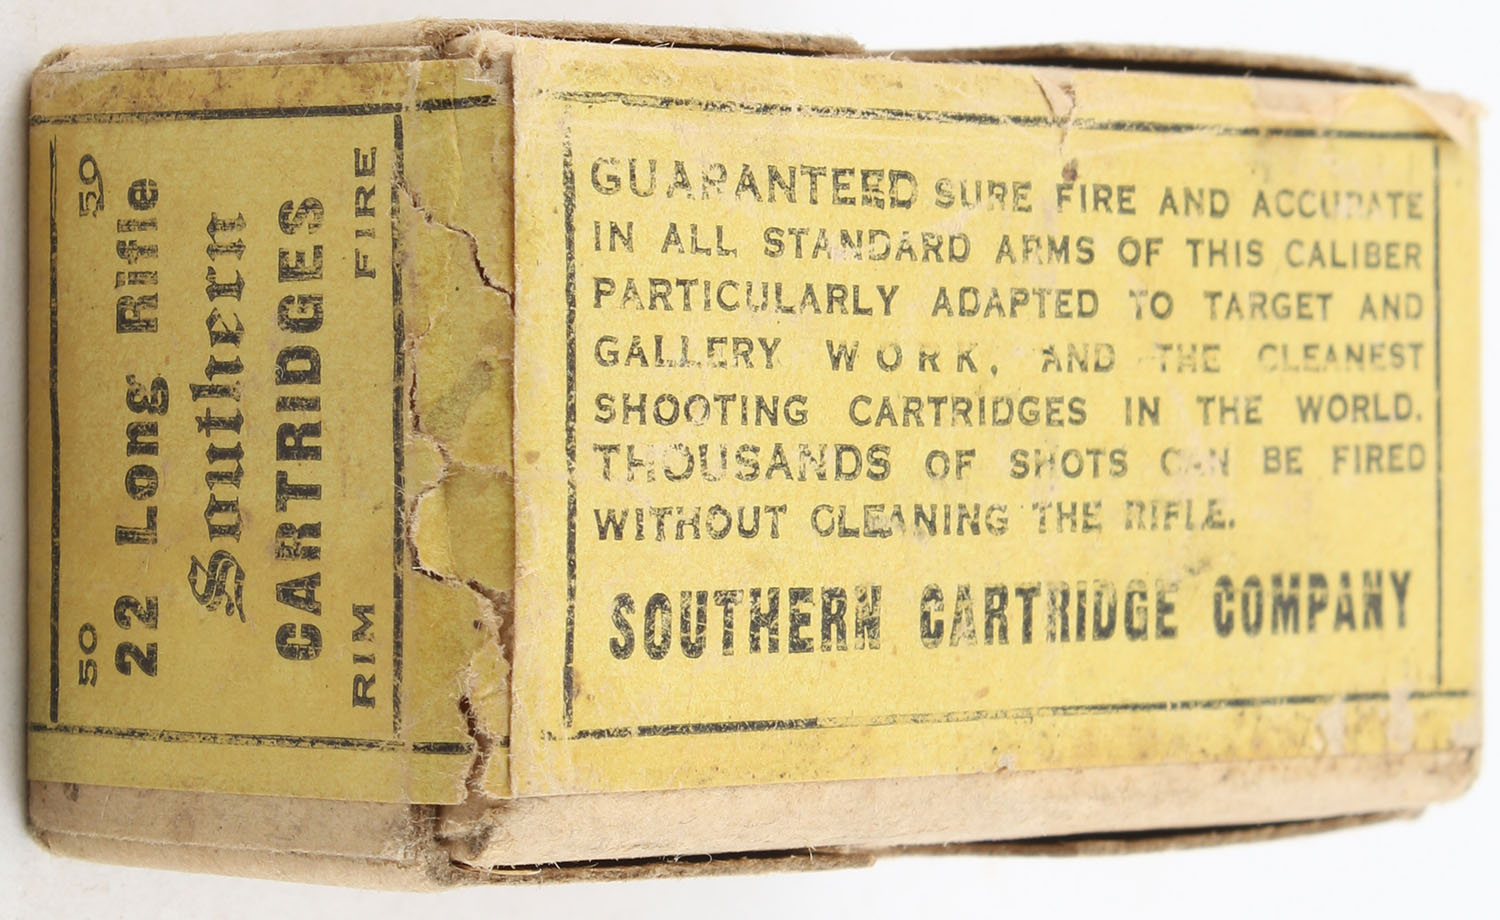 50 50
22 Long Rifle
Southern
CARTRIDGES
RIM FIRE
GUARANTEED SURE FIRE AND ACCURATE
IN ALL STANDARD ARMS OF THIS CALIBER
PARTICULARLY ADAPTED TO TARGET AND
GALLERY WORK, AND THE CLEANEST
SHOOTING CARTRIDGES IN THE WORLD.
THOUSANDS OF SHOTS CAN BE FIRED
WITHOUT CLEANING THE RIFLE.
SOUTHERN CARTRIDGE COMPANY